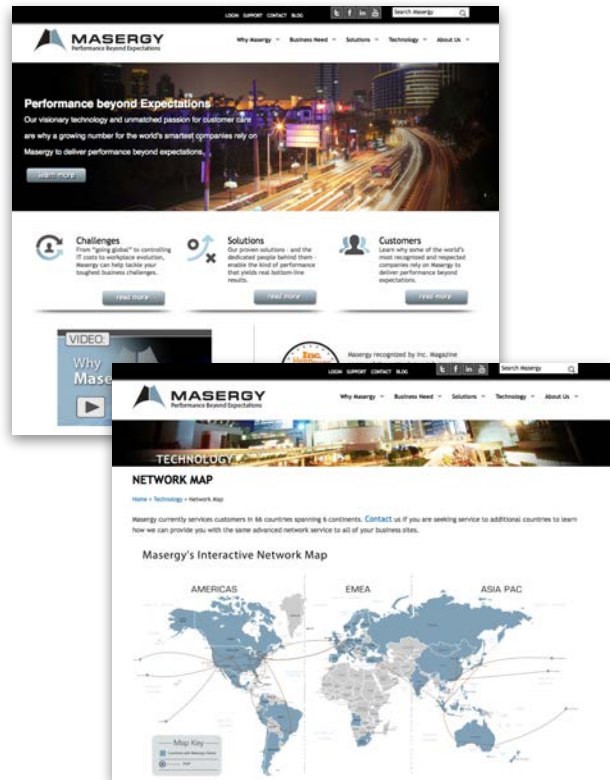 LOGIN SUPPORT CONTACT BLOG
Search Masergy
MASERGY
Performance Beyond Expectations
Why Masergy Business Need Solutions Technology About Us
Performance beyond Expectations
Our visionary technology and unmatched passion for customer care
are why a growing number for the world's smartest companies rely on
Masergy to deliver performance beyond expectations.
learn more
Challenges
From "going global" to controlling
IT costs to workplace evolution,
Masergy can help tackle your
toughest business challenges.
read more
Solutions
Our proven solutions - and the
dedicated people behind them -
enable the kind of performance
that yields real bottom-line
results.
read more
Customers
Learn why some of the world's
most recognized and respected
companies rely on Masergy to
deliver performance beyond
expectations.
read more
VIDEO:
Why
Mase
Inc.
Masergy recognized by Inc. Magazine
LOGIN SUPPORT CONTACT BLOG
Search Masergy
MASERGY
Performance Beyond Expectations
Why Masergy Business Need Solutions Technology About Us
TECHNOLOGY
NETWORK MAP
Home » Technology » Network Map
Masergy currently services customers in 66 countries spanning 6 continents. Contact us if you are seeking service to additional countries to learn
how we can provide you with the same advanced network service to all of your business sites.
Masergy's Interactive Network Map
AMERICAS
EMEA
ASIA PAC
Map Key